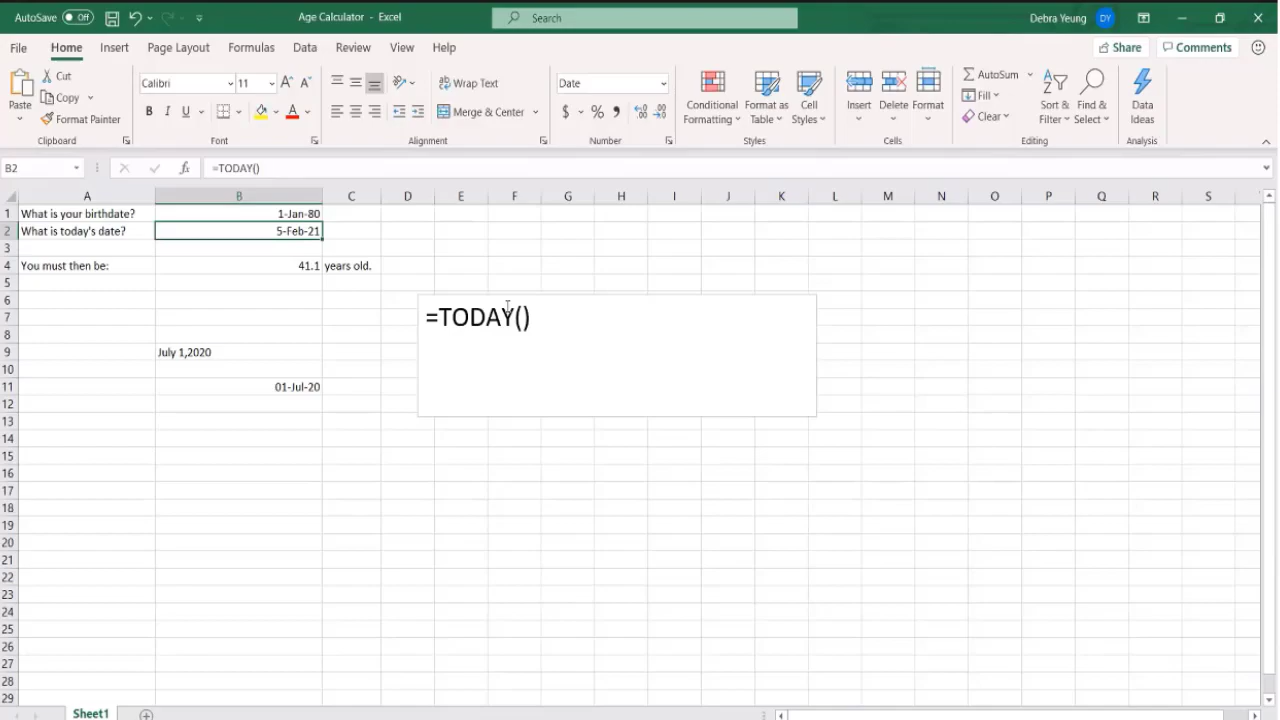 AutoSave Off Age Calculator - Excel Search Debra Yeung DY
File Home Insert Page Layout Formulas Data Review View Help Share Comments
Paste Cut Copy Format Painter Clipboard
Calibri 11 B I U A Font
Wrap Text Merge & Center Alignment
Date $ % , Number
Conditional Formatting Format as Table Cell Styles Styles
Insert Delete Format Cells
AutoSum Fill Clear Sort & Filter Find & Select Editing
Data Ideas Analysis
B2 fx =TODAY()
A B C D E F G H I J K L M N O P Q R S
1 What is your birthdate? 1-Jan-80
2 What is today's date? 5-Feb-21
3
4 You must then be: 41.1 years old.
5
6
7 =TODAY()
8
9 July 1,2020
10
11 01-Jul-20
12
13
14
15
16
17
18
19
20
21
22
23
24
25
26
27
28
29
Sheet1